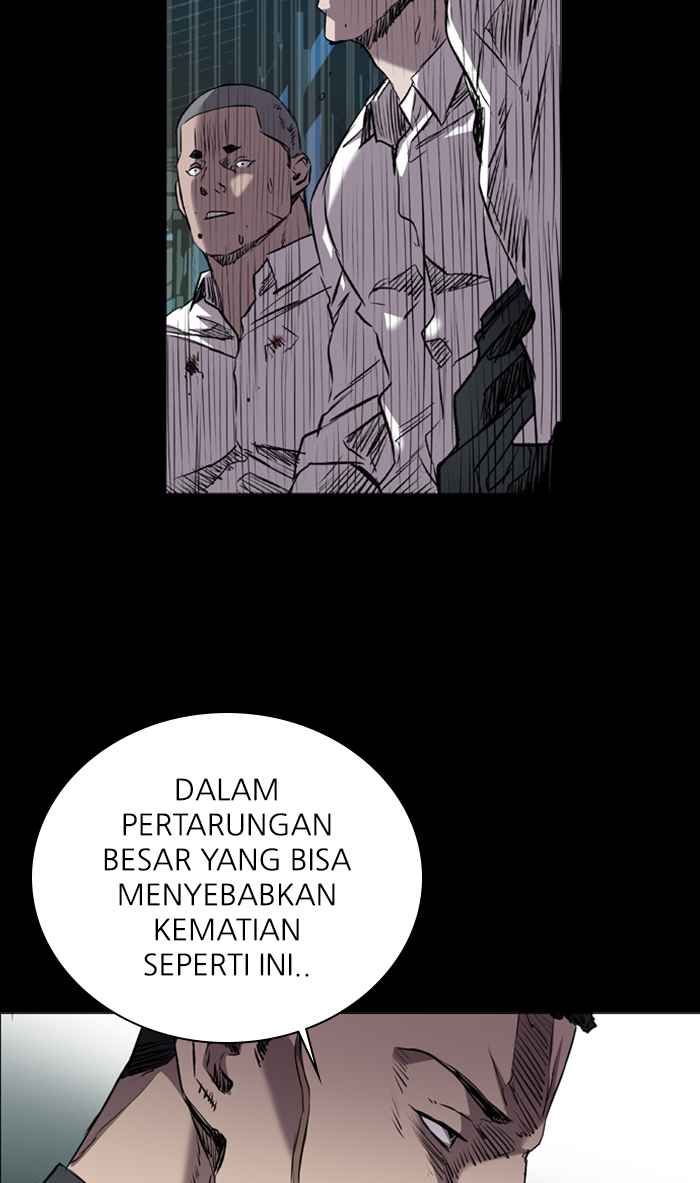 DALAM
PERTARUNGAN
BESAR YANG BISA
MENYEBABKAN
KEMATIAN
SEPERTI INI..